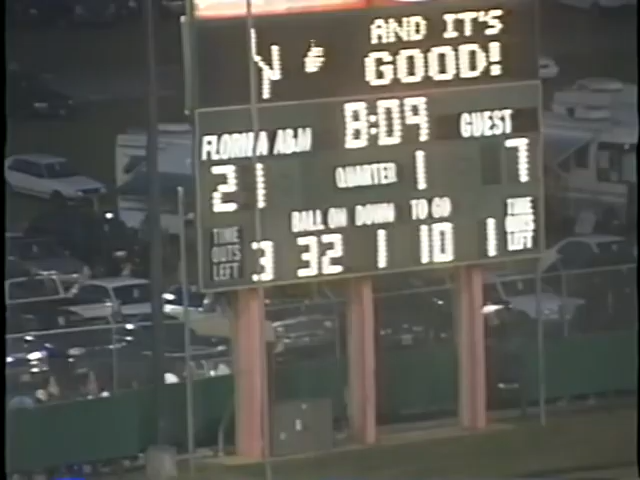 AND IT'S
GOOD!
8:09
FLORIDA A&M
GUEST
21
QUARTER 1
7
BALL ON DOWN TO GO
TIME
OUTS
LEFT
3 32 1 10 1
TIME
OUTS
LEFT